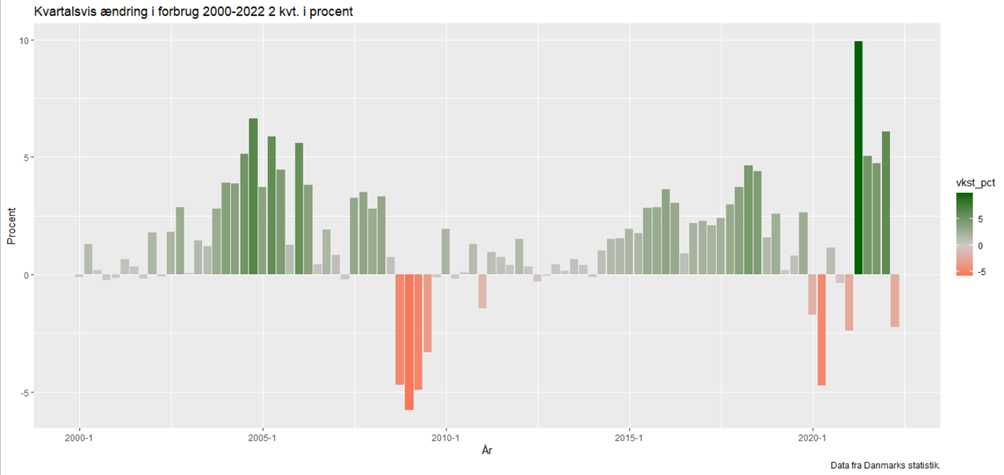 Kvartalsvis ændring i forbrug 2000-2022 2 kvt. i procent
10
5
0
-5
Procent
2000-1
2005-1
2010-1
2015-1
2020-1
År
vkst_pct
5
0
-5
Data fra Danmarks statistik.